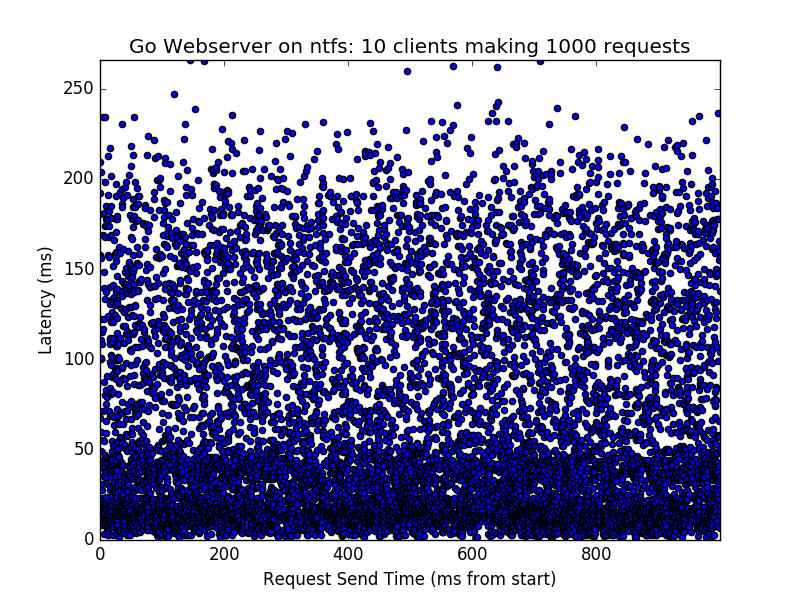 Go Webserver on ntfs: 10 clients making 1000 requests
250
200
150
100
50
0
Latency (ms)
0 200 400 600 800
Request Send Time (ms from start)